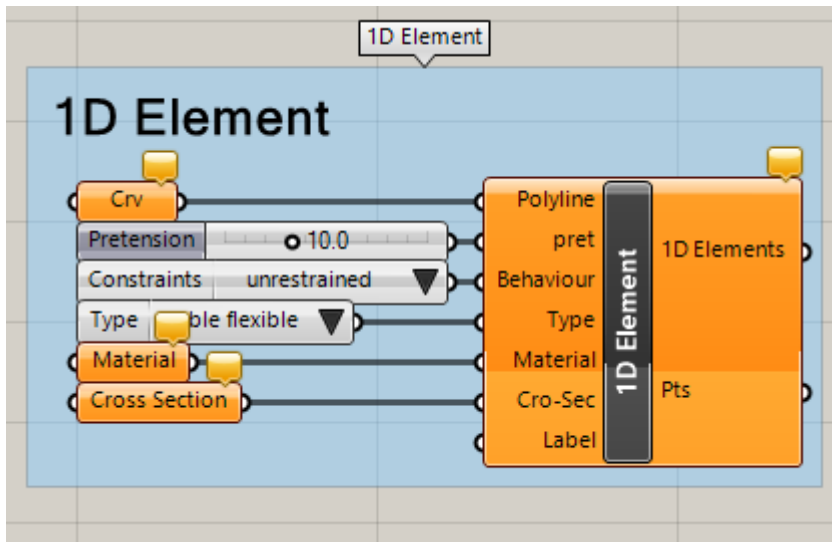 1D Element
1D Element
Crv
Pretension 10.0
Constraints unrestrained
Type flexible
Material
Cross Section
Polyline
pret
Behaviour
Type
Material
Cro-Sec
Label
1D Element
1D Elements
Pts